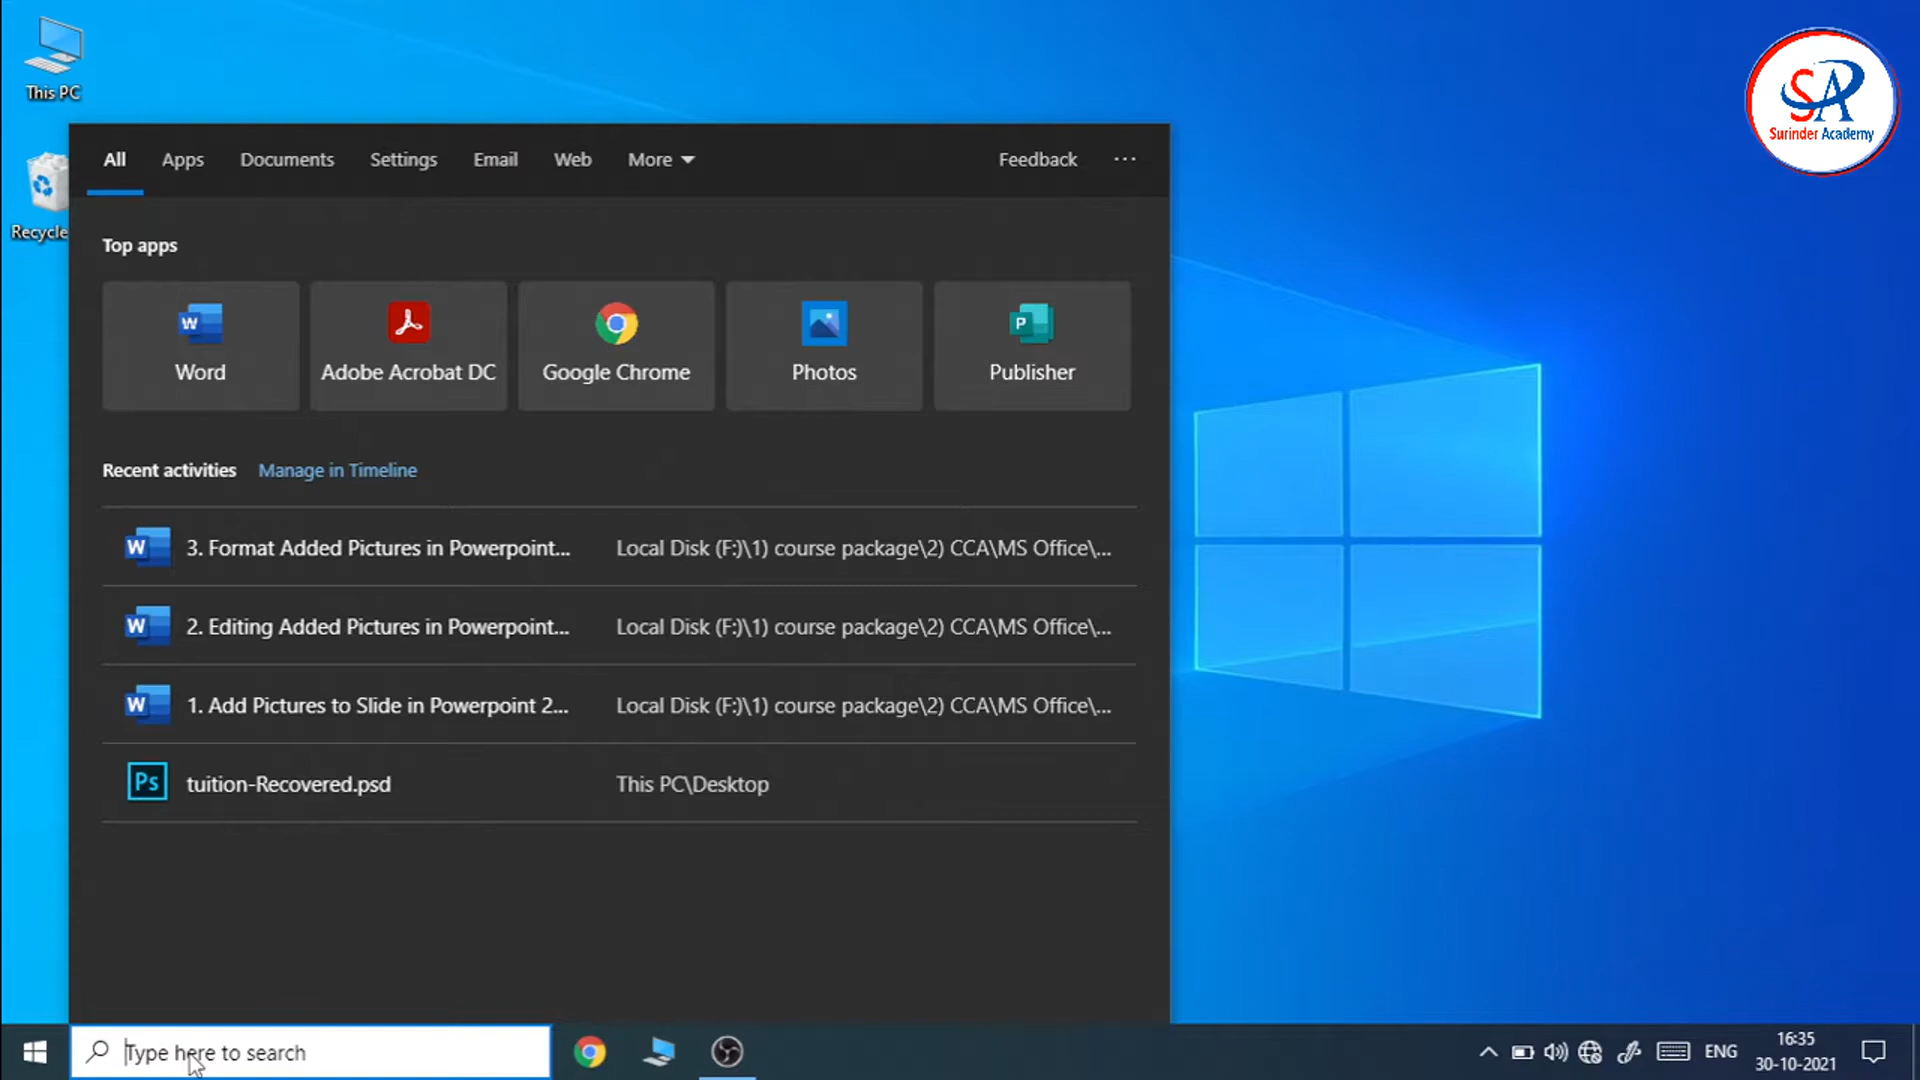 This PC
Recycle
SA
Surinder Academy
All Apps Documents Settings Email Web More Feedback ...
Top apps
Word Adobe Acrobat DC Google Chrome Photos Publisher
Recent activities Manage in Timeline
3. Format Added Pictures in Powerpoint... Local Disk (F:)\1) course package\2) CCA\MS Office\...
2. Editing Added Pictures in Powerpoint... Local Disk (F:)\1) course package\2) CCA\MS Office\...
1. Add Pictures to Slide in Powerpoint 2... Local Disk (F:)\1) course package\2) CCA\MS Office\...
Ps tuition-Recovered.psd This PC\Desktop
Type here to search
ENG
16:35
30-10-2021